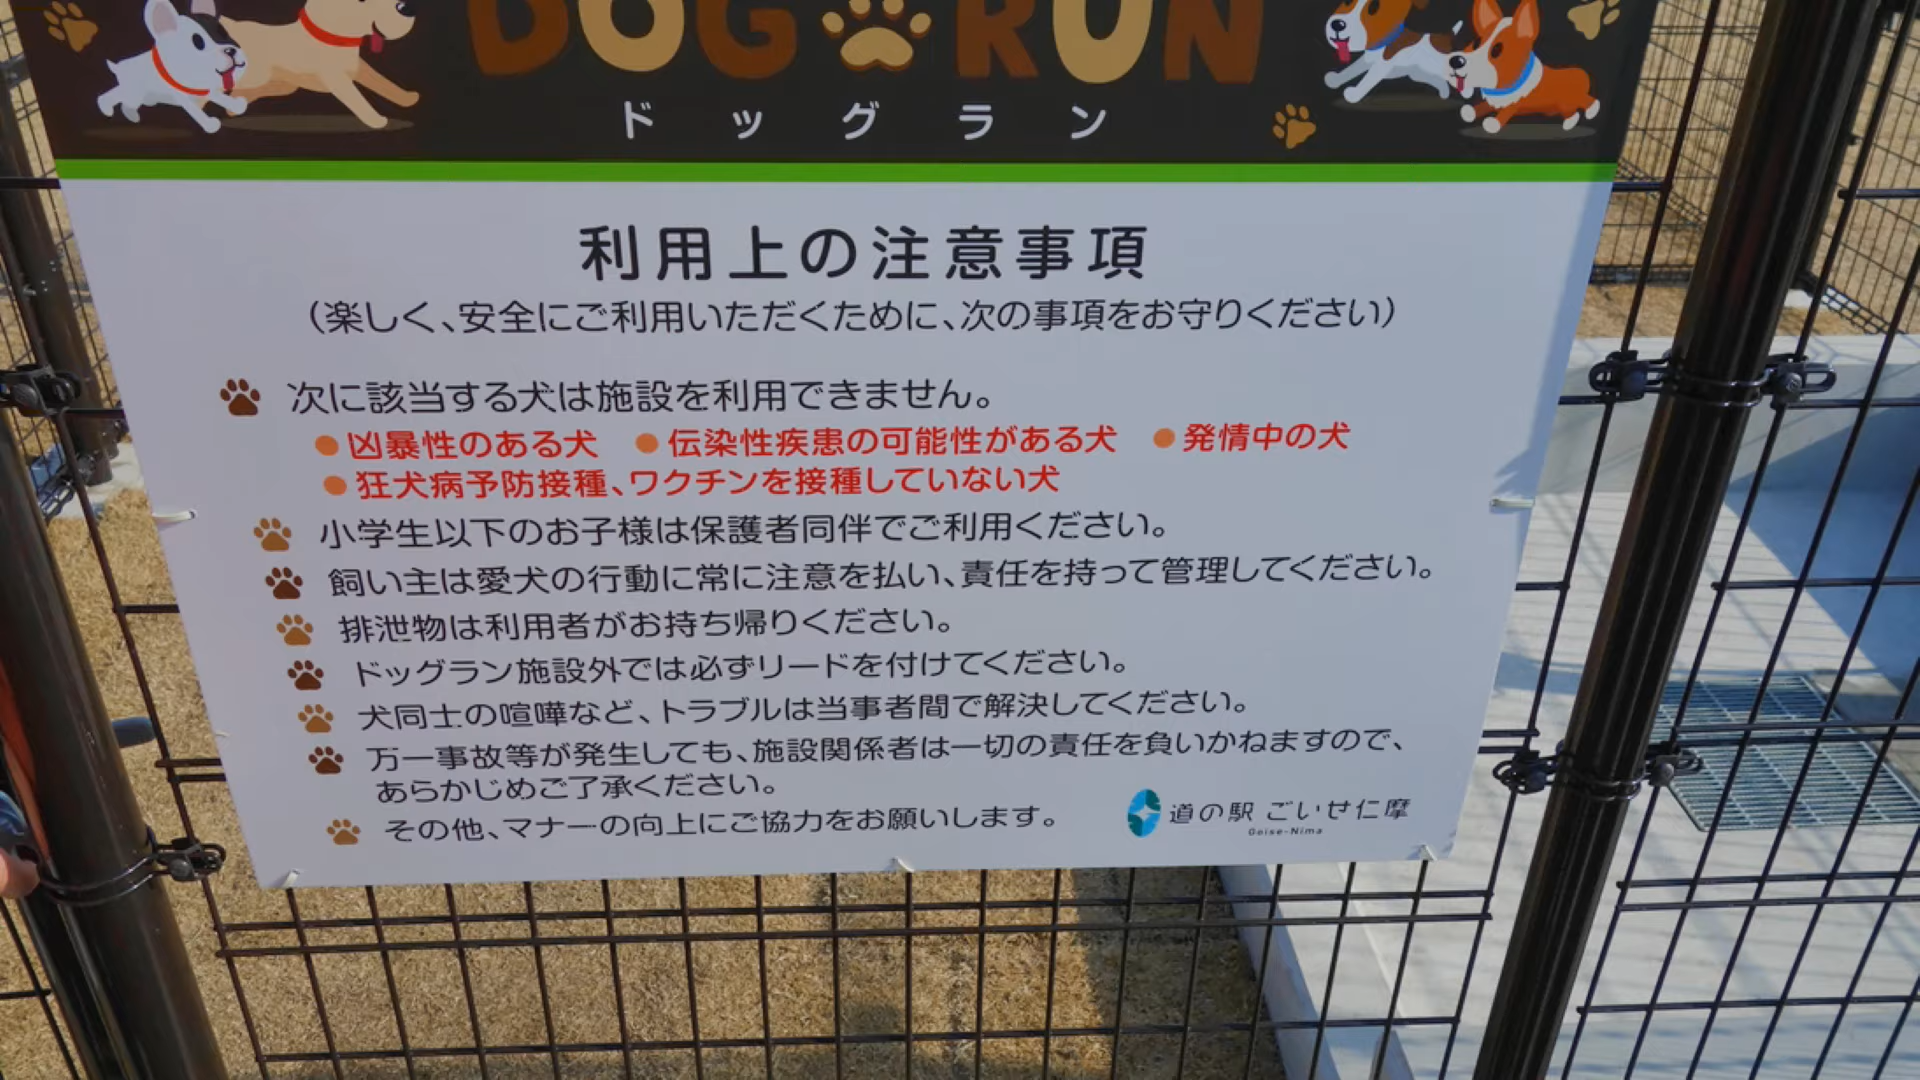 DOG RUN
ドッグラン
利用上の注意事項
（楽しく、安全にご利用いただくために、次の事項をお守りください）
次に該当する犬は施設を利用できません。
●凶暴性のある犬 ●伝染性疾患の可能性がある犬 ●発情中の犬
●狂犬病予防接種、ワクチンを接種していない犬
小学生以下のお子様は保護者同伴でご利用ください。
飼い主は愛犬の行動に常に注意を払い、責任を持って管理してください。
排泄物は利用者がお持ち帰りください。
ドッグラン施設外では必ずリードを付けてください。
犬同士の喧嘩など、トラブルは当事者間で解決してください。
万一事故等が発生しても、施設関係者は一切の責任を負いかねますので、
あらかじめご了承ください。
その他、マナーの向上にご協力をお願いします。
道の駅 ごいせ仁摩
Goise-Nima